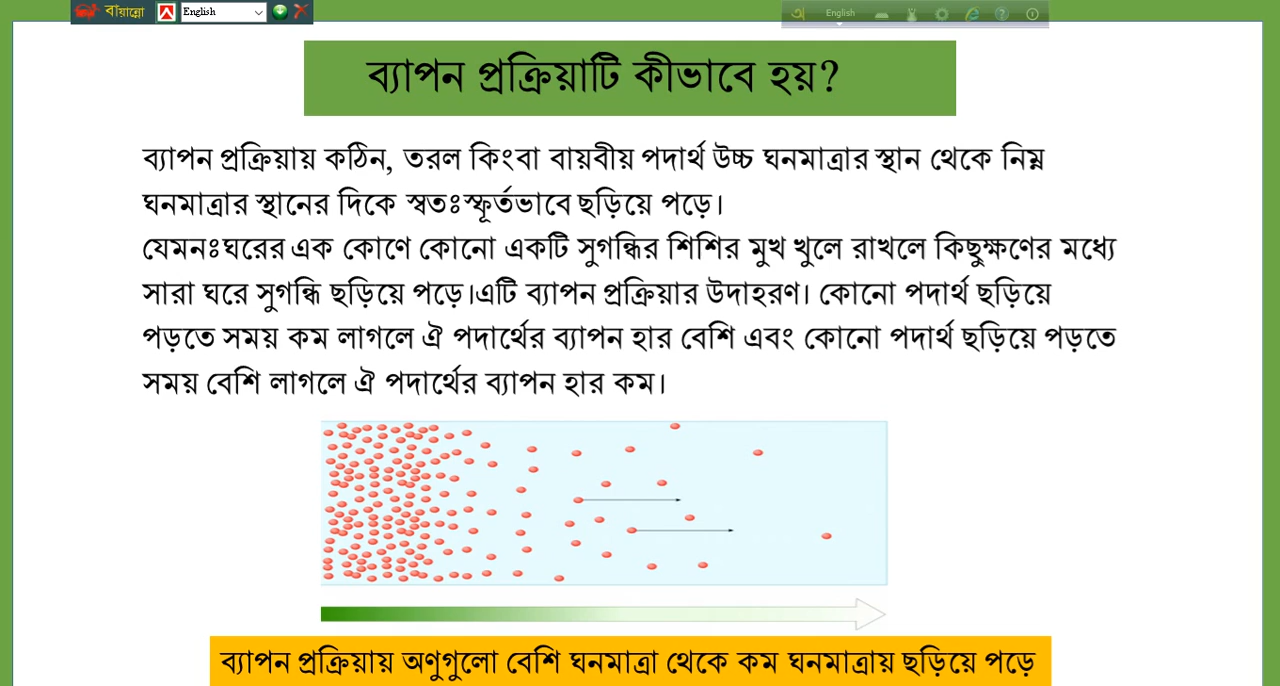 বাঁয়ান্নো English
অ English
ব্যাপন প্রক্রিয়াটি কীভাবে হয়?
ব্যাপন প্রক্রিয়ায় কঠিন, তরল কিংবা বায়বীয় পদার্থ উচ্চ ঘনমাত্রার স্থান থেকে নিম্ন
ঘনমাত্রার স্থানের দিকে স্বতঃস্ফূর্তভাবে ছড়িয়ে পড়ে।
যেমনঃঘরের এক কোণে কোনো একটি সুগন্ধির শিশির মুখ খুলে রাখলে কিছুক্ষণের মধ্যে
সারা ঘরে সুগন্ধি ছড়িয়ে পড়ে।এটি ব্যাপন প্রক্রিয়ার উদাহরণ। কোনো পদার্থ ছড়িয়ে
পড়তে সময় কম লাগলে ঐ পদার্থের ব্যাপন হার বেশি এবং কোনো পদার্থ ছড়িয়ে পড়তে
সময় বেশি লাগলে ঐ পদার্থের ব্যাপন হার কম।
ব্যাপন প্রক্রিয়ায় অণুগুলো বেশি ঘনমাত্রা থেকে কম ঘনমাত্রায় ছড়িয়ে পড়ে